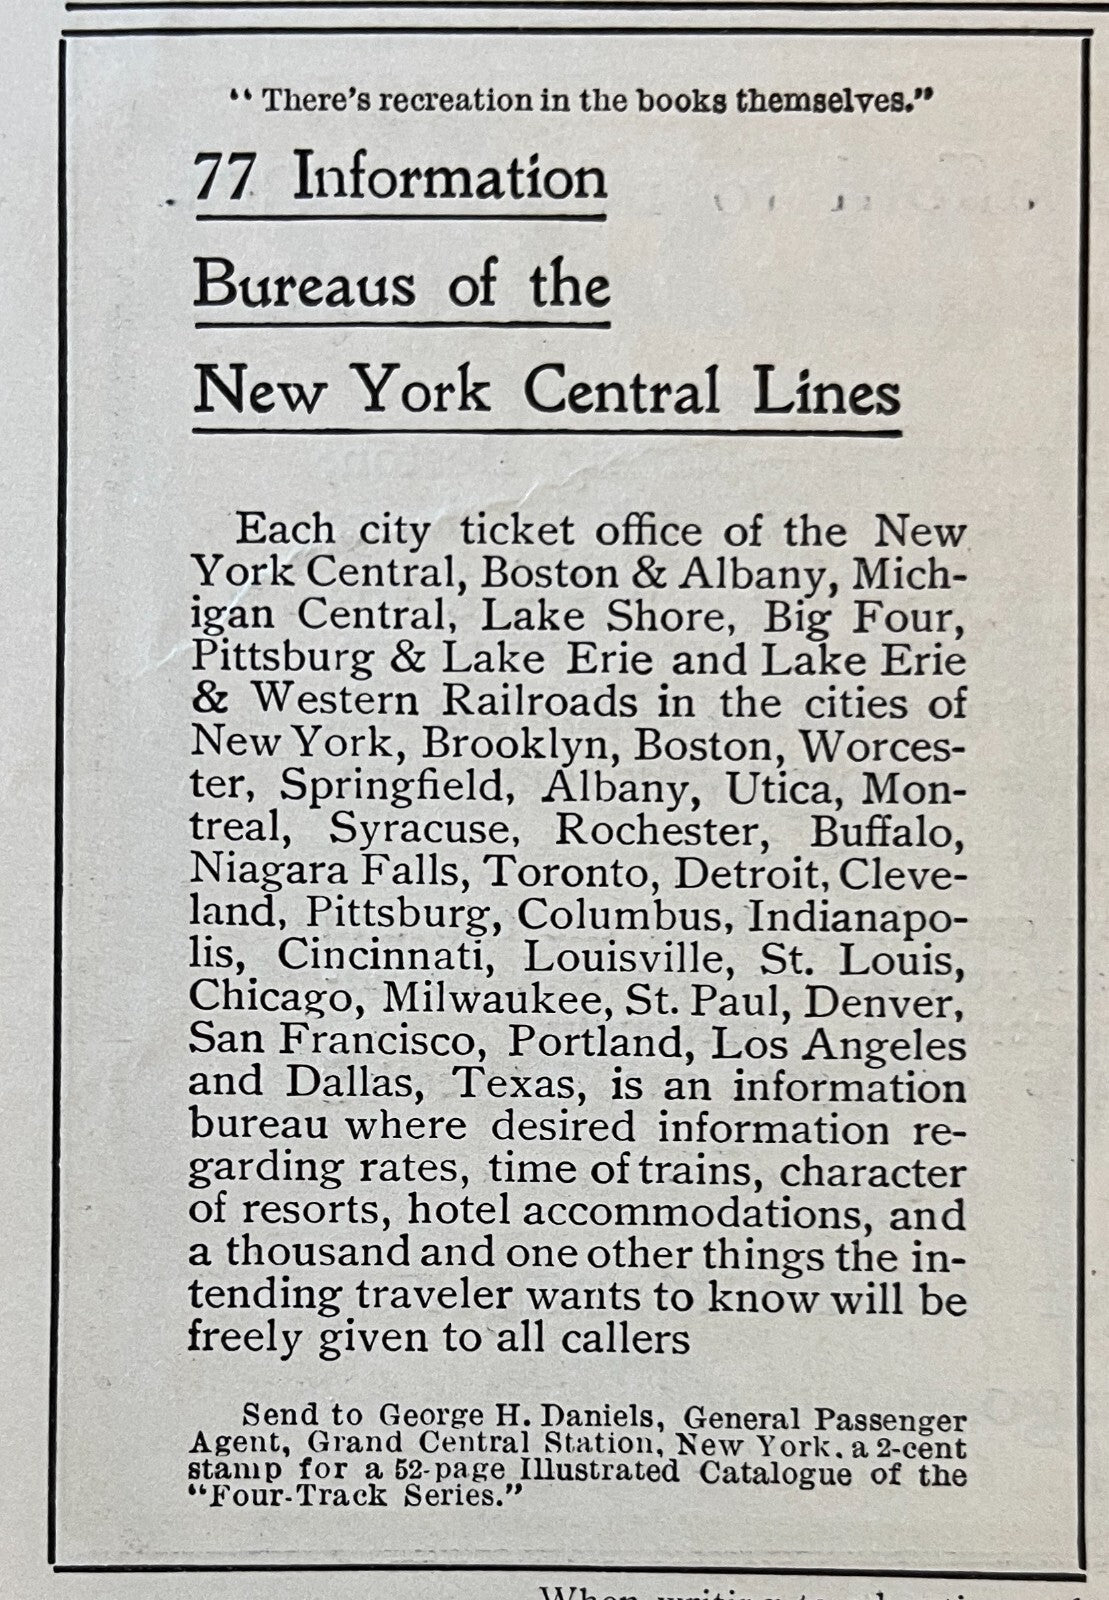 "There's recreation in the books themselves."
77 Information
Bureaus of the
New York Central Lines
Each city ticket office of the New
York Central, Boston & Albany, Mich-
igan Central, Lake Shore, Big Four,
Pittsburg & Lake Erie and Lake Erie
& Western Railroads in the cities of
New York, Brooklyn, Boston, Worces-
ter, Springfield, Albany, Utica, Mon-
treal, Syracuse, Rochester, Buffalo,
Niagara Falls, Toronto, Detroit, Cleve-
land, Pittsburg, Columbus, Indianapo-
lis, Cincinnati, Louisville, St. Louis,
Chicago, Milwaukee, St. Paul, Denver,
San Francisco, Portland, Los Angeles
and Dallas, Texas, is an information
bureau where desired information re-
garding rates, time of trains, character
of resorts, hotel accommodations, and
a thousand and one other things the in-
tending traveler wants to know will be
freely given to all callers
Send to George H. Daniels, General Passenger
Agent, Grand Central Station, New York. a 2-cent
stamp for a 52-page Illustrated Catalogue of the
"Four-Track Series."
When writing to